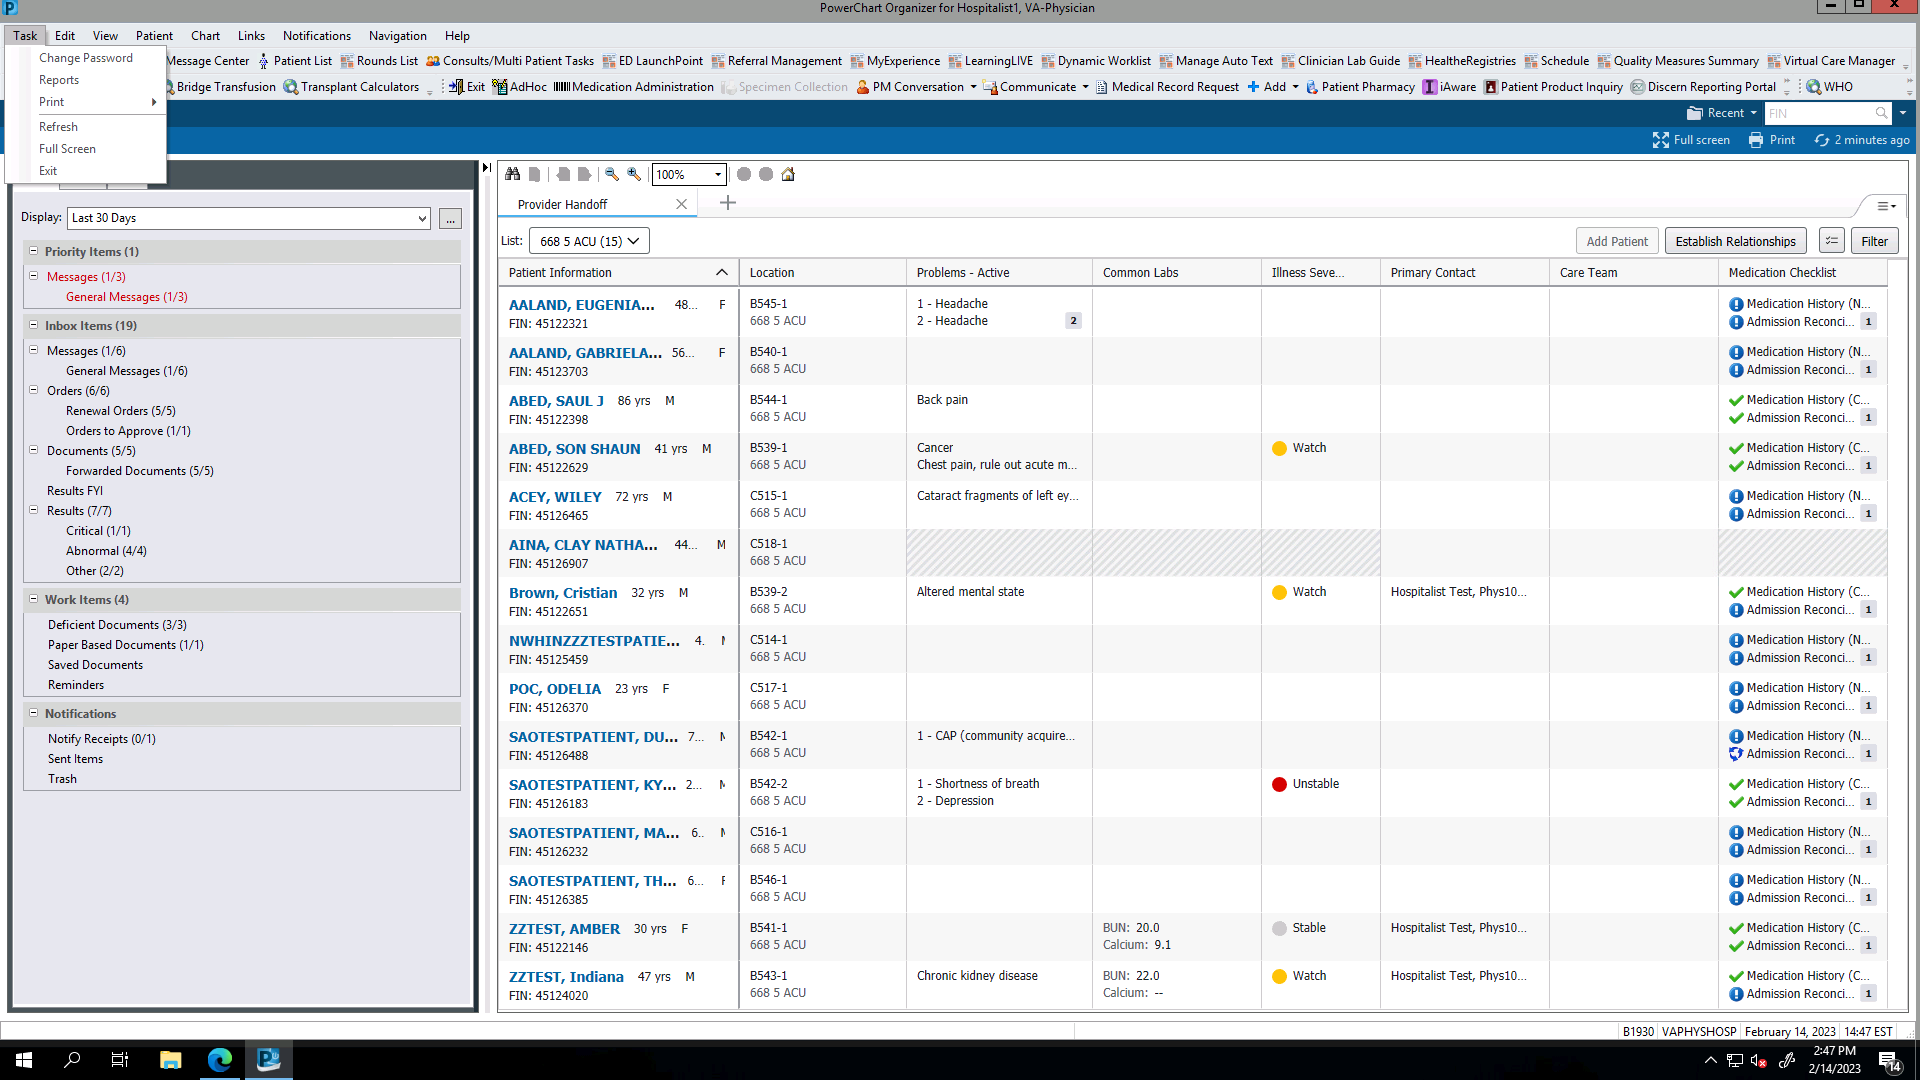 PowerChart Organizer for Hospitalist1, VA-Physician
Task Edit View Patient Chart Links Notifications Navigation Help
Change Password
Reports
Print
Refresh
Full Screen
Exit
Message Center Patient List Rounds List Consults/Multi Patient Tasks ED LaunchPoint Referral Management MyExperience LearningLIVE Dynamic Worklist Manage Auto Text Clinician Lab Guide HealtheRegistries Schedule Quality Measures Summary Virtual Care Manager
Bridge Transfusion Transplant Calculators Exit AdHoc Medication Administration Specimen Collection PM Conversation Communicate Medical Record Request Add Patient Pharmacy iAware Patient Product Inquiry Discern Reporting Portal WHO
Recent FIN
Full screen Print 2 minutes ago
Display: Last 30 Days ...
Priority Items (1)
Messages (1/3)
General Messages (1/3)
Inbox Items (19)
Messages (1/6)
General Messages (1/6)
Orders (6/6)
Renewal Orders (5/5)
Orders to Approve (1/1)
Documents (5/5)
Forwarded Documents (5/5)
Results FYI
Results (7/7)
Critical (1/1)
Abnormal (4/4)
Other (2/2)
Work Items (4)
Deficient Documents (3/3)
Paper Based Documents (1/1)
Saved Documents
Reminders
Notifications
Notify Receipts (0/1)
Sent Items
Trash
100%
Provider Handoff
List: 668 5 ACU (15) Add Patient Establish Relationships Filter
Patient Information Location Problems - Active Common Labs Illness Seve... Primary Contact Care Team Medication Checklist
AALAND, EUGENIA... 48... F B545-1 1 - Headache Medication History (N...
FIN: 45122321 668 5 ACU 2 - Headache 2 Admission Reconci... 1
AALAND, GABRIELA... 56... F B540-1 Medication History (N...
FIN: 45123703 668 5 ACU Admission Reconci... 1
ABED, SAUL J 86 yrs M B544-1 Back pain Medication History (C...
FIN: 45122398 668 5 ACU Admission Reconci... 1
ABED, SON SHAUN 41 yrs M B539-1 Cancer Watch Medication History (C...
FIN: 45122629 668 5 ACU Chest pain, rule out acute m... Admission Reconci... 1
ACEY, WILEY 72 yrs M C515-1 Cataract fragments of left ey... Medication History (N...
FIN: 45126465 668 5 ACU Admission Reconci... 1
AINA, CLAY NATHA... 44... M C518-1
FIN: 45126907 668 5 ACU
Brown, Cristian 32 yrs M B539-2 Altered mental state Watch Hospitalist Test, Phys10... Medication History (C...
FIN: 45122651 668 5 ACU Admission Reconci... 1
NWHINZZZTESTPATIE... 4. C514-1 Medication History (N...
FIN: 45125459 668 5 ACU Admission Reconci... 1
POC, ODELIA 23 yrs F C517-1 Medication History (N...
FIN: 45126370 668 5 ACU Admission Reconci... 1
SAOTESTPATIENT, DU... 7... B542-1 1 - CAP (community acquire... Medication History (N...
FIN: 45126488 668 5 ACU Admission Reconci... 1
SAOTESTPATIENT, KY... 2... B542-2 1 - Shortness of breath Unstable Medication History (C...
FIN: 45126183 668 5 ACU 2 - Depression Admission Reconci... 1
SAOTESTPATIENT, MA... 6.. C516-1 Medication History (N...
FIN: 45126232 668 5 ACU Admission Reconci... 1
SAOTESTPATIENT, TH... 6... B546-1 Medication History (N...
FIN: 45126385 668 5 ACU Admission Reconci... 1
ZZTEST, AMBER 30 yrs F B541-1 BUN: 20.0 Stable Hospitalist Test, Phys10... Medication History (C...
FIN: 45122146 668 5 ACU Calcium: 9.1 Admission Reconci... 1
ZZTEST, Indiana 47 yrs M B543-1 Chronic kidney disease BUN: 22.0 Watch Hospitalist Test, Phys10... Medication History (C...
FIN: 45124020 668 5 ACU Calcium: -- Admission Reconci... 1
B1930 VAPHYSHOSP February 14, 2023 14:47 EST
2:47 PM
2/14/2023
14